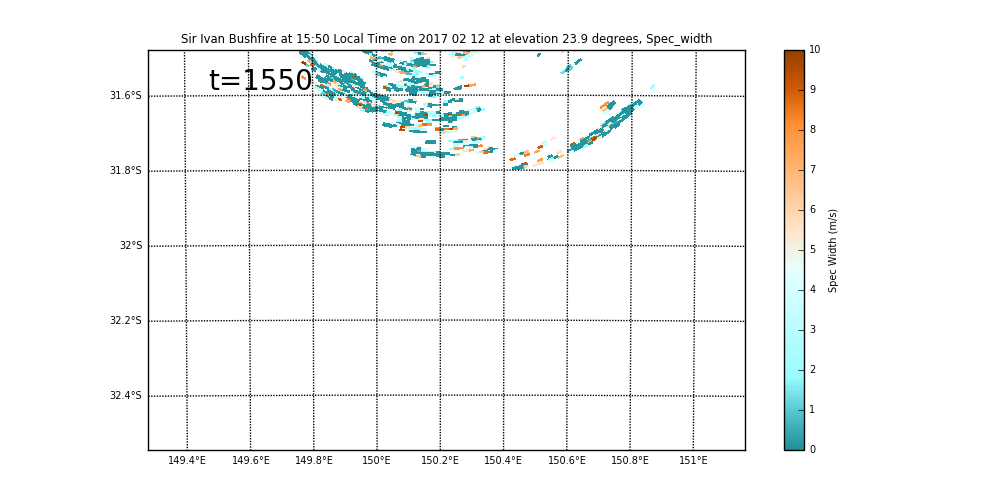 Sir Ivan Bushfire at 15:50 Local Time on 2017 02 12 at elevation 23.9 degrees, Spec_width
t=1550
31.6°S
31.8°S
32°S
32.2°S
32.4°S
149.4°E 149.6°E 149.8°E 150°E 150.2°E 150.4°E 150.6°E 150.8°E 151°E
10
9
8
7
6
5
4
3
2
1
0
Spec Width (m/s)